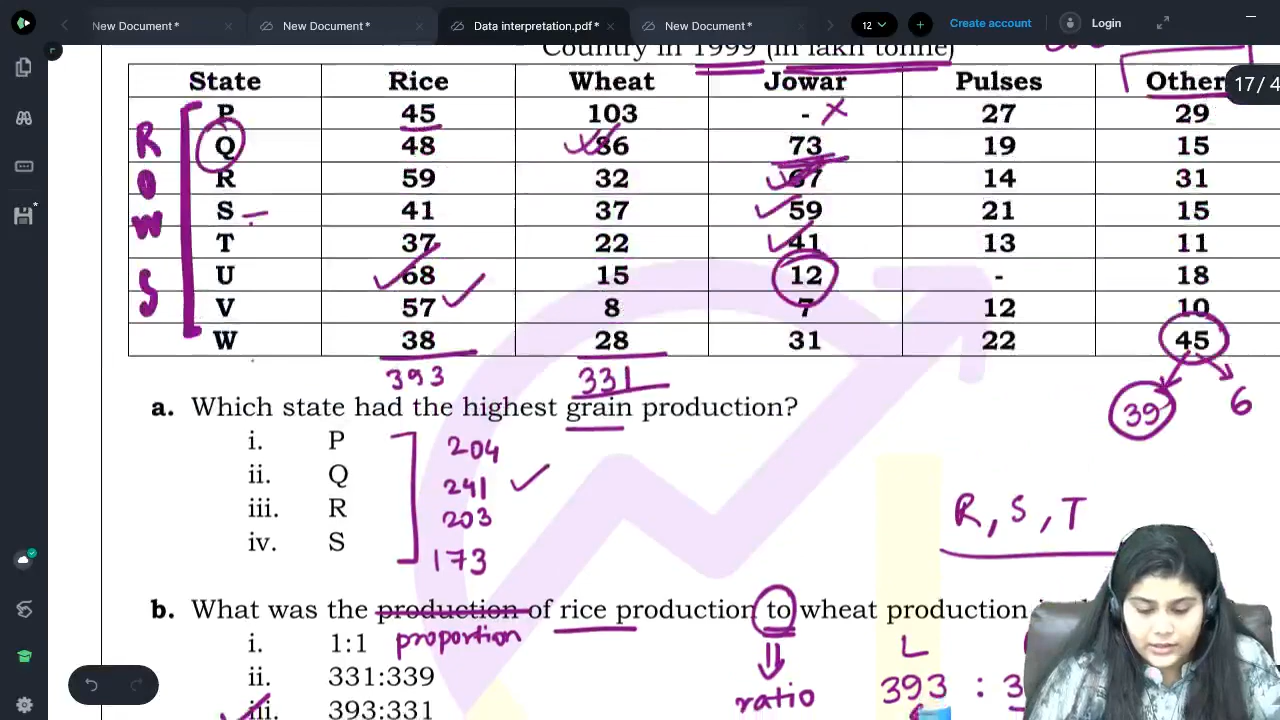 New Document *
New Document *
Data interpretation.pdf *
New Document *
12
Create account
Login
Country in 1999 (in lakh tonne)
17/4
State Rice Wheat Jowar Pulses Other
P 45 103 - x 27 29
Q 48 86 73 19 15
R 59 32 67 14 31
S 41 37 59 21 15
T 37 22 41 13 11
U 68 15 12 - 18
V 57 8 7 12 10
W 38 28 31 22 45
ROWS
393 331
39 6
a. Which state had the highest grain production?
i. P 204
ii. Q 241
iii. R 203
iv. S 173
R, S, T
b. What was the production of rice production to wheat production
proportion
i. 1:1
ii. 331:339
iii. 393:331
ratio
L
393 : 3